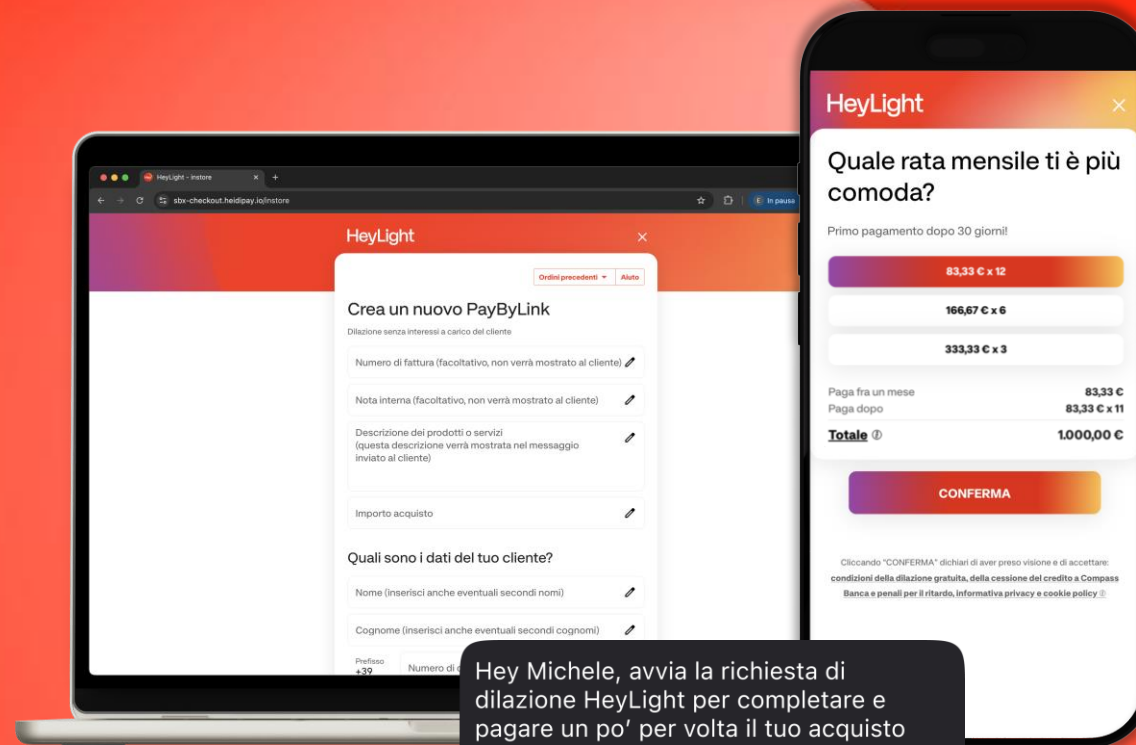 HeyLight - instore
sbx-checkout.heidipay.io/instore
E In pausa
HeyLight
Ordini precedenti
Aiuto
Crea un nuovo PayByLink
Dilazione senza interessi a carico del cliente
Numero di fattura (facoltativo, non verrà mostrato al cliente)
Nota interna (facoltativo, non verrà mostrato al cliente)
Descrizione dei prodotti o servizi
(questa descrizione verrà mostrata nel messaggio
inviato al cliente)
Importo acquisto
Quali sono i dati del tuo cliente?
Nome (inserisci anche eventuali secondi nomi)
Cognome (inserisci anche eventuali secondi cognomi)
Prefisso
+39
Numero di
Hey Michele, avvia la richiesta di
dilazione HeyLight per completare e
pagare un po’ per volta il tuo acquisto
HeyLight
Quale rata mensile ti è più
comoda?
Primo pagamento dopo 30 giorni!
83,33 € x 12
166,67 € x 6
333,33 € x 3
Paga fra un mese 83,33 €
Paga dopo 83,33 € x 11
Totale 1.000,00 €
CONFERMA
Cliccando "CONFERMA" dichiari di aver preso visione e di accettare:
condizioni della dilazione gratuita, della cessione del credito a Compass
Banca e penali per il ritardo, informativa privacy e cookie policy